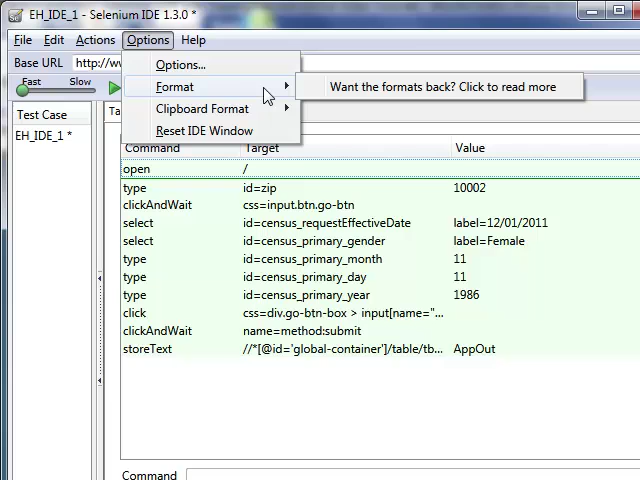 EH_IDE_1 - Selenium IDE 1.3.0 *
File Edit Actions Options Help
Base URL http://w
Options...
Fast Slow
Format
Want the formats back? Click to read more
Clipboard Format
Test Case
Ta
Reset IDE Window
EH_IDE_1 *
Command Target Value
open /
type id=zip 10002
clickAndWait css=input.btn.go-btn
select id=census_requestEffectiveDate label=12/01/2011
select id=census_primary_gender label=Female
type id=census_primary_month 11
type id=census_primary_day 11
type id=census_primary_year 1986
click css=div.go-btn-box > input[name="...
clickAndWait name=method:submit
storeText //*[@id='global-container']/table/tb... AppOut
Command